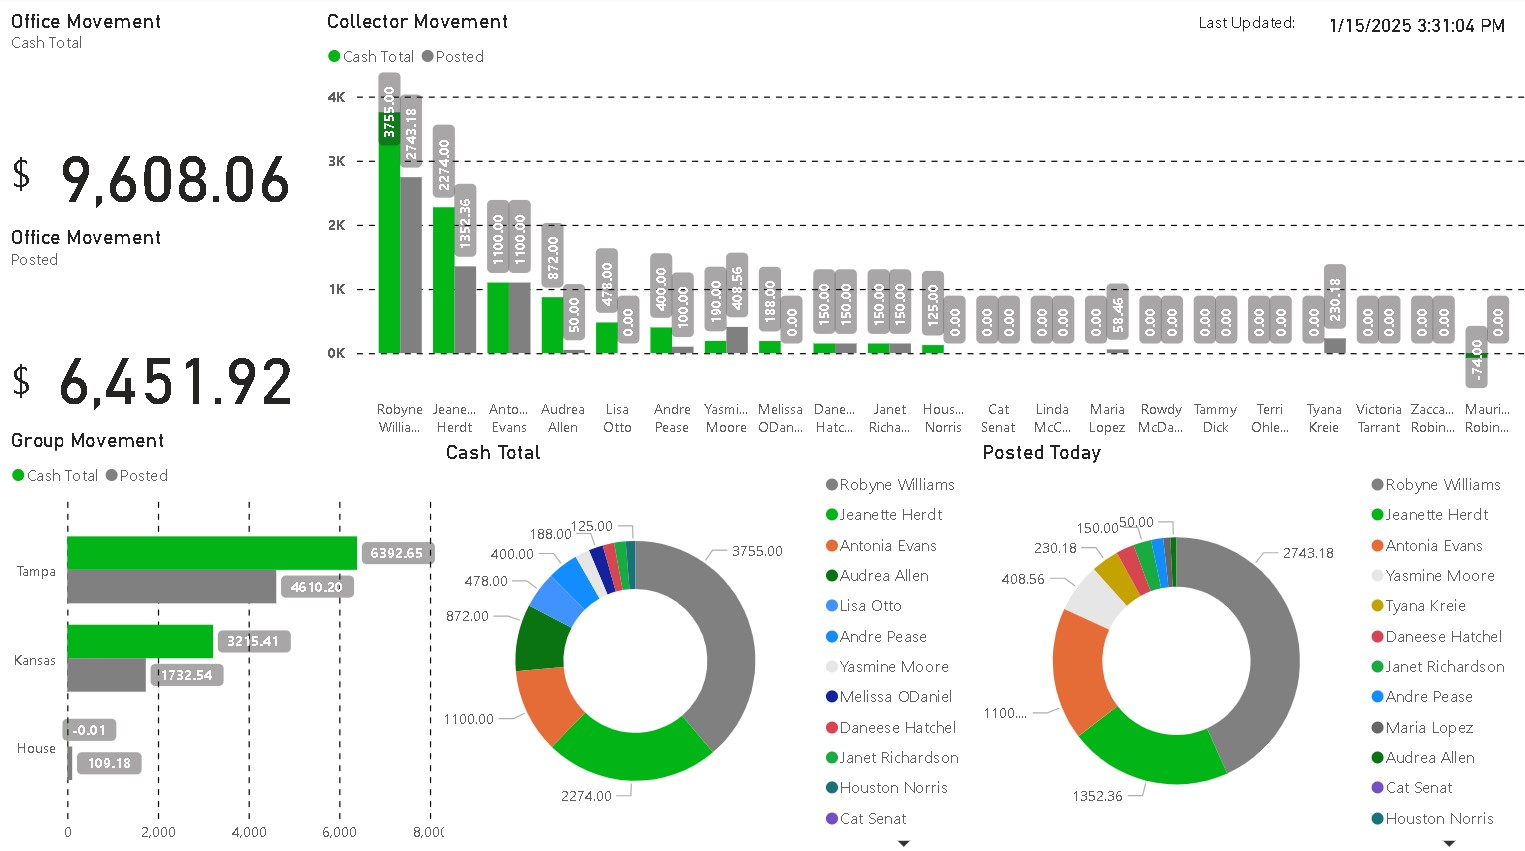 Office Movement
Cash Total
$ 9,608.06
Office Movement
Posted
$ 6,451.92
Collector Movement
Cash Total Posted
Last Updated: 1/15/2025 3:31:04 PM
4K
3K
2K
1K
0K
3755.00 2743.18
2274.00 1352.36
1100.00 1100.00
872.00 50.00
478.00 0.00
400.00 100.00
190.00 408.56
188.00 0.00
150.00 150.00
150.00 150.00
125.00 0.00
0.00 0.00
0.00 0.00
0.00 58.46
0.00 0.00
0.00 0.00
0.00 0.00
0.00 230.18
0.00 0.00
0.00 0.00
-74.00 0.00
Robyne Willia...
Jeane... Herdt
Anto... Evans
Audrea Allen
Lisa Otto
Andre Pease
Yasmi... Moore
Melissa ODan...
Dane... Hatc...
Janet Richa...
Hous... Norris
Cat Senat
Linda McC...
Maria Lopez
Rowdy McDa...
Tammy Dick
Terri Ohle...
Tyana Kreie
Victoria Tarrant
Zacca... Robin...
Mauri... Robin...
Group Movement
Cash Total Posted
Tampa
6392.65
4610.20
Kansas
3215.41
1732.54
House
-0.01
109.18
0 2,000 4,000 6,000 8,000
Cash Total
3755.00
2274.00
1100.00
872.00
478.00
400.00
188.00
125.00
Robyne Williams
Jeanette Herdt
Antonia Evans
Audrea Allen
Lisa Otto
Andre Pease
Yasmine Moore
Melissa ODaniel
Daneese Hatchel
Janet Richardson
Houston Norris
Cat Senat
Posted Today
2743.18
1352.36
1100....
408.56
230.18
150.00
50.00
Robyne Williams
Jeanette Herdt
Antonia Evans
Yasmine Moore
Tyana Kreie
Daneese Hatchel
Janet Richardson
Andre Pease
Maria Lopez
Audrea Allen
Cat Senat
Houston Norris